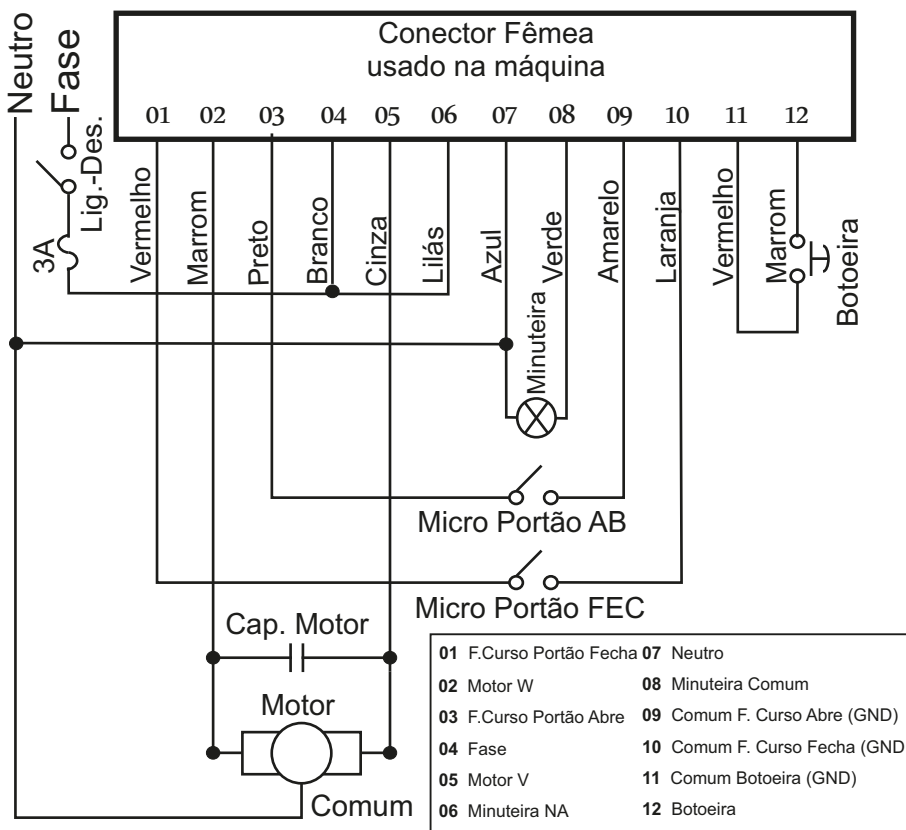 Conector Fêmea
usado na máquina
Neutro
Fase
Lig.-Des.
3A
01 02 03 04 05 06 07 08 09 10 11 12
Vermelho
Marrom
Preto
Branco
Cinza
Lilás
Azul
Verde
Amarelo
Laranja
Vermelho
Marrom
Botoeira
Minuteira
Micro Portão AB
Micro Portão FEC
Cap. Motor
Motor
Comum
01 F.Curso Portão Fecha
02 Motor W
03 F.Curso Portão Abre
04 Fase
05 Motor V
06 Minuteira NA
07 Neutro
08 Minuteira Comum
09 Comum F. Curso Abre (GND)
10 Comum F. Curso Fecha (GND
11 Comum Botoeira (GND)
12 Botoeira